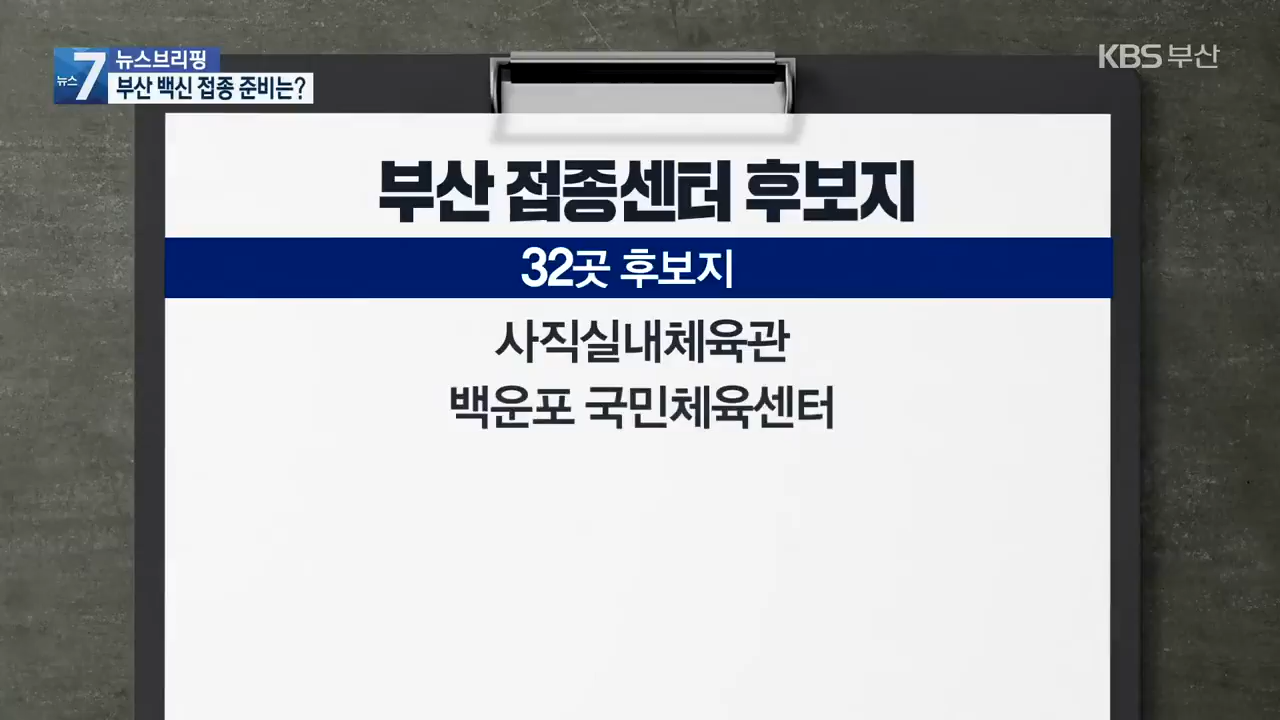 뉴스7
뉴스브리핑
부산 백신 접종 준비는?
KBS 부산
부산 접종센터 후보지
32곳 후보지
사직실내체육관
백운포 국민체육센터